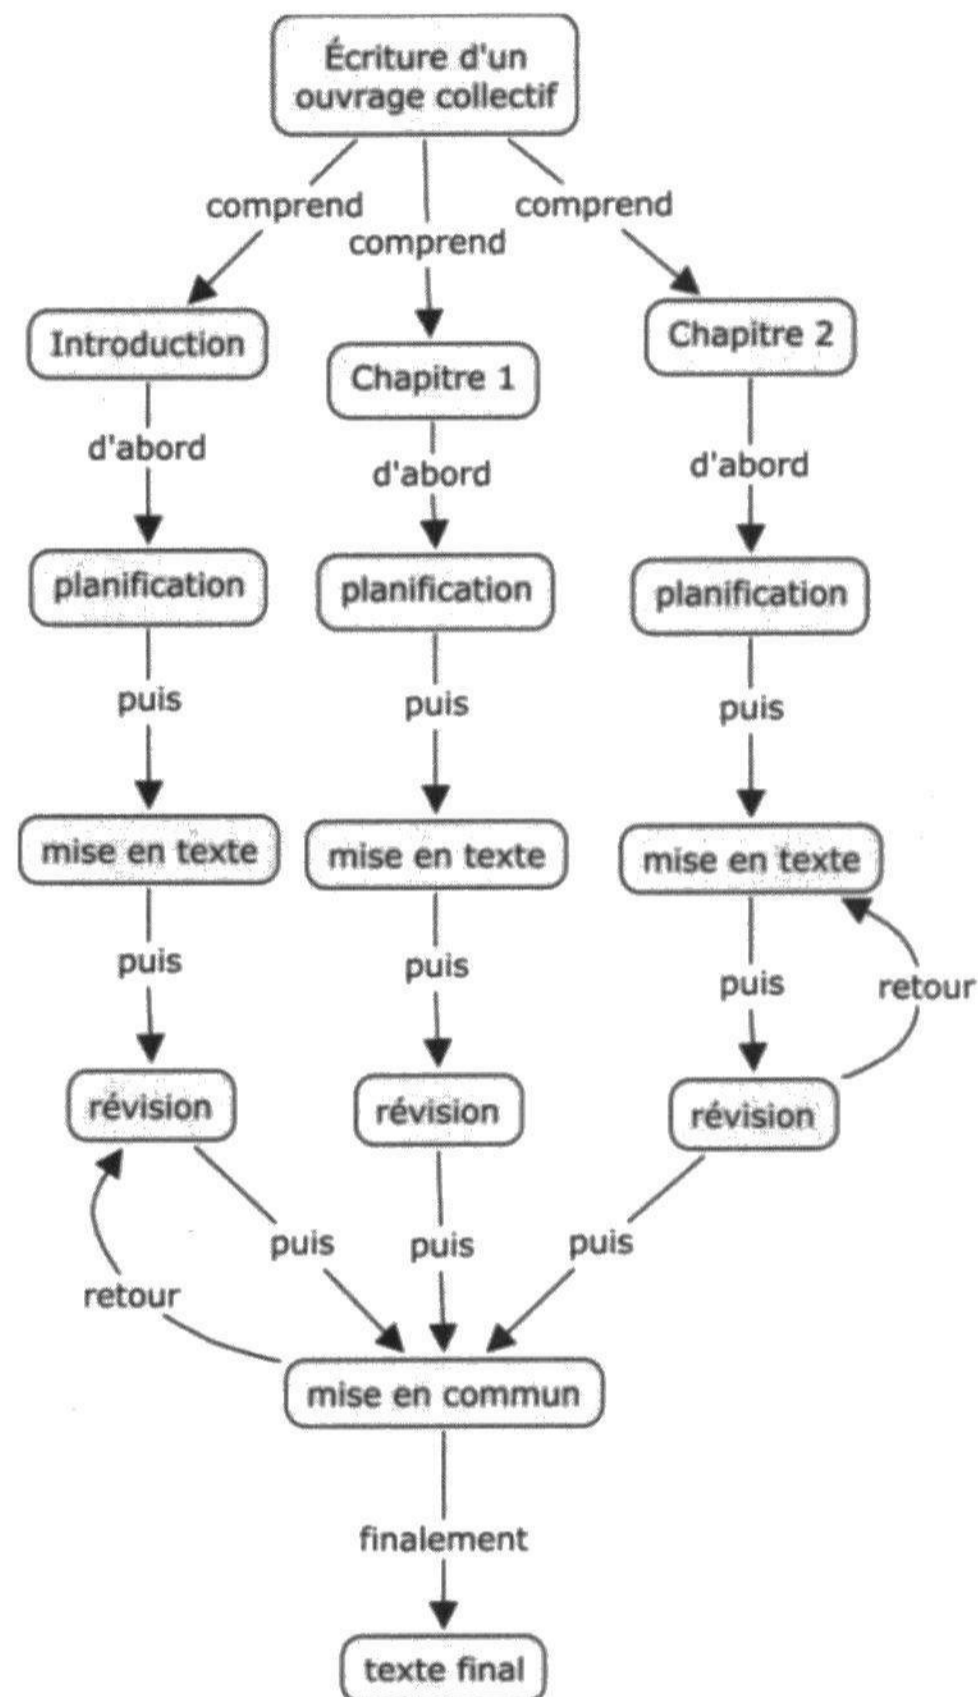 Écriture d'un
ouvrage collectif
comprend
comprend
comprend
Introduction
Chapitre 1
Chapitre 2
d'abord
d'abord
d'abord
planification
planification
planification
puis
puis
puis
mise en texte
mise en texte
mise en texte
puis
puis
puis
retour
révision
révision
révision
puis
puis
puis
retour
mise en commun
finalement
texte final